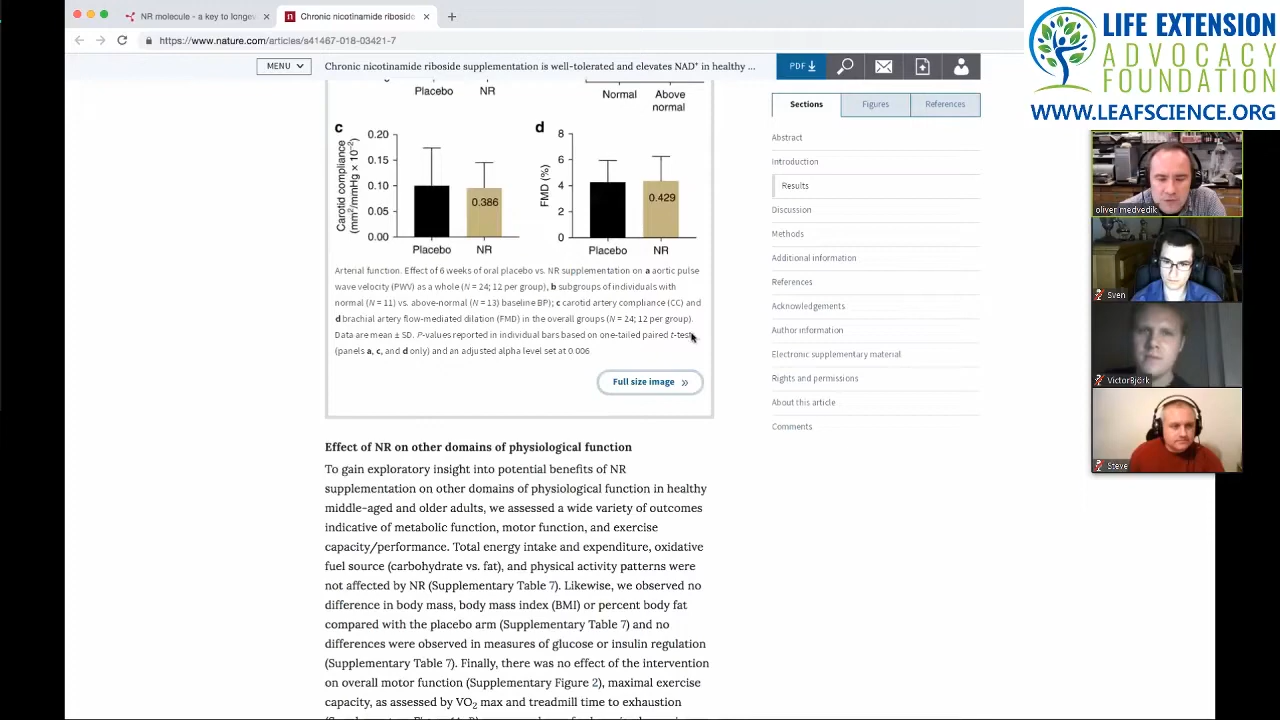 NR molecule - a key to longe
Chronic nicotinamide riboside
https://www.nature.com/articles/s41467-018-03421-7
LIFE EXTENSION
ADVOCACY
FOUNDATION
WWW.LEAFSCIENCE.ORG
MENU
Chronic nicotinamide riboside supplementation is well-tolerated and elevates NAD⁺ in healthy ...
PDF
Placebo NR
Normal Above normal
Sections Figures References
Abstract
Introduction
Results
Discussion
Methods
Additional information
References
Acknowledgements
Author information
Electronic supplementary material
Rights and permissions
About this article
Comments
c
Carotid compliance
(mm²/mmHg × 10⁻²)
0.20
0.15
0.10
0.05
0.00
0.386
Placebo NR
d
FMD (%)
8
6
4
2
0
0.429
Placebo NR
Arterial function. Effect of 6 weeks of oral placebo vs. NR supplementation on a aortic pulse
wave velocity (PWV) as a whole (N = 24; 12 per group), b subgroups of individuals with
normal (N = 11) vs. above-normal (N = 13) baseline BP); c carotid artery compliance (CC) and
d brachial artery flow-mediated dilation (FMD) in the overall groups (N = 24; 12 per group).
Data are mean ± SD. P-values reported in individual bars based on one-tailed paired t-test
(panels a, c, and d only) and an adjusted alpha level set at 0.006
Full size image »
Effect of NR on other domains of physiological function
To gain exploratory insight into potential benefits of NR
supplementation on other domains of physiological function in healthy
middle-aged and older adults, we assessed a wide variety of outcomes
indicative of metabolic function, motor function, and exercise
capacity/performance. Total energy intake and expenditure, oxidative
fuel source (carbohydrate vs. fat), and physical activity patterns were
not affected by NR (Supplementary Table 7). Likewise, we observed no
difference in body mass, body mass index (BMI) or percent body fat
compared with the placebo arm (Supplementary Table 7) and no
differences were observed in measures of glucose or insulin regulation
(Supplementary Table 7). Finally, there was no effect of the intervention
on overall motor function (Supplementary Figure 2), maximal exercise
capacity, as assessed by VO₂ max and treadmill time to exhaustion
oliver medvedik
Sven
VictorBjörk
Steve